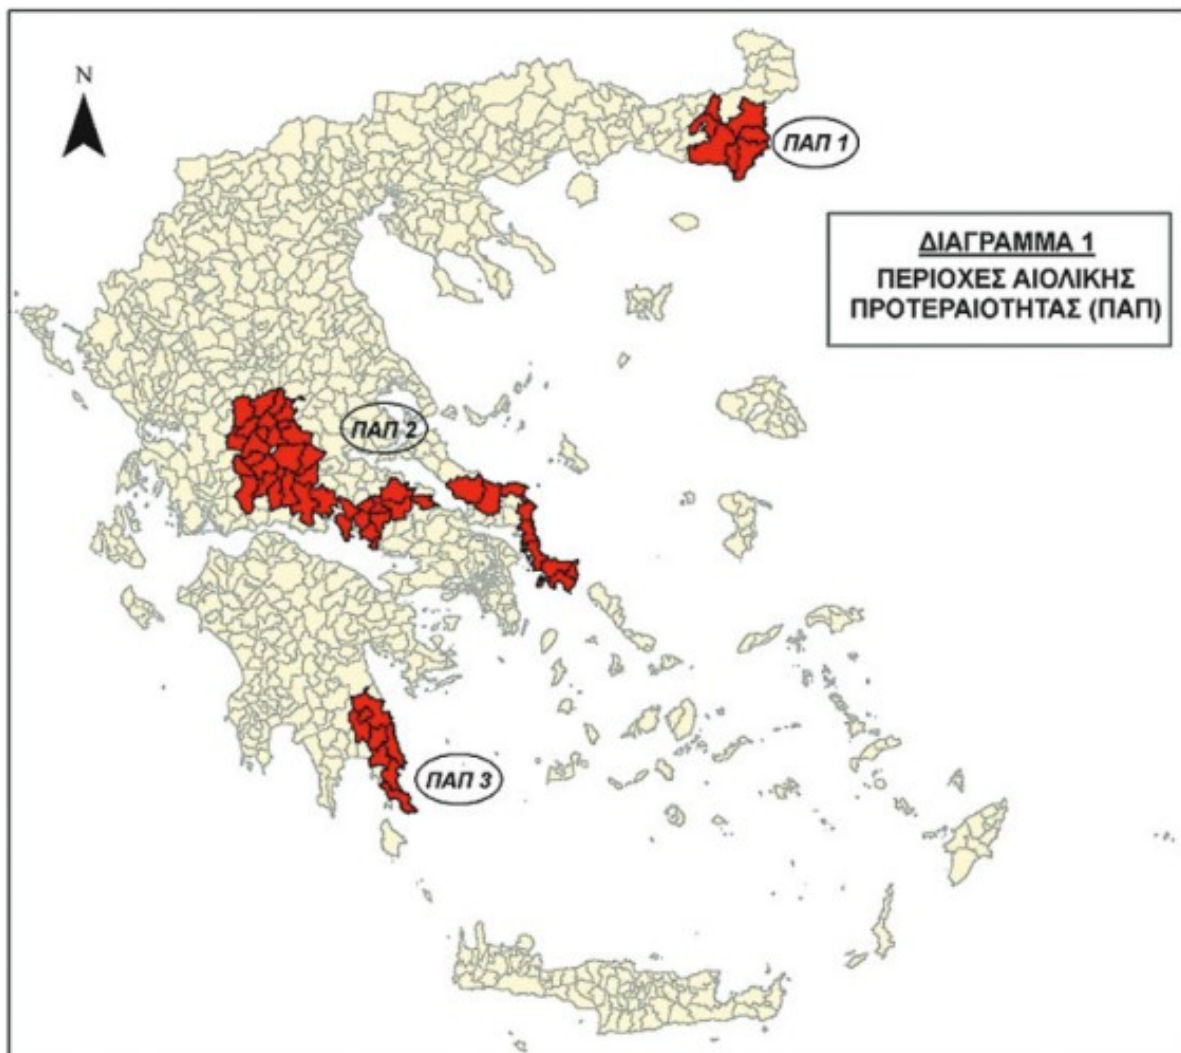 N
ΠΑΠ 1
ΔΙΑΓΡΑΜΜΑ 1
ΠΕΡΙΟΧΕΣ ΑΙΟΛΙΚΗΣ
ΠΡΟΤΕΡΑΙΟΤΗΤΑΣ (ΠΑΠ)
ΠΑΠ 2
ΠΑΠ 3